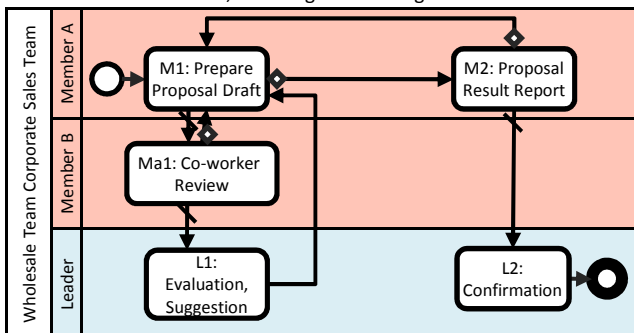 Wholesale Team Corporate Sales Team
Member A
M1: Prepare
Proposal Draft
M2: Proposal
Result Report
Member B
Ma1: Co-worker
Review
Leader
L1:
Evaluation,
Suggestion
L2:
Confirmation